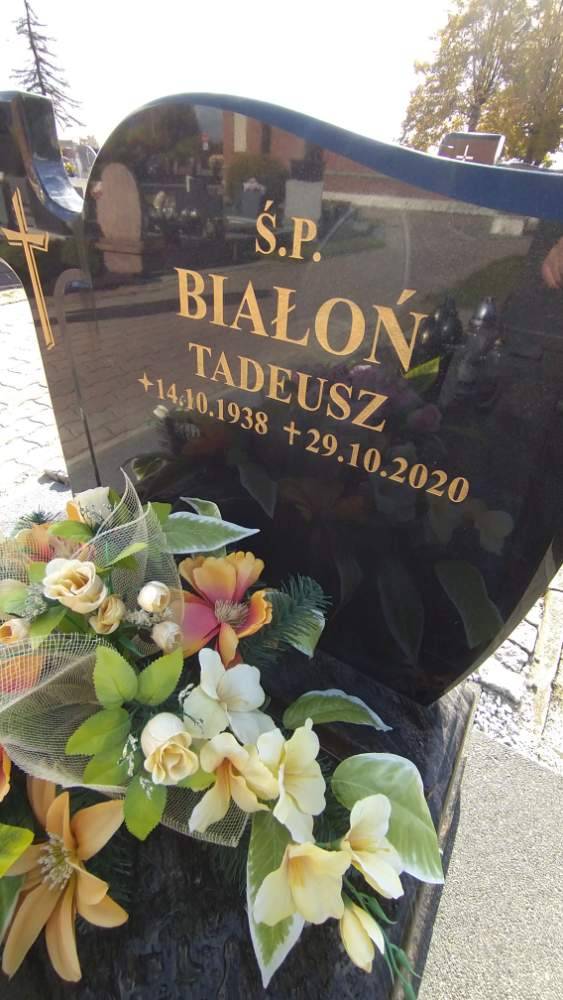 Ś.P.
BIAŁOŃ
TADEUSZ
✦14.10.1938 ✝29.10.2020